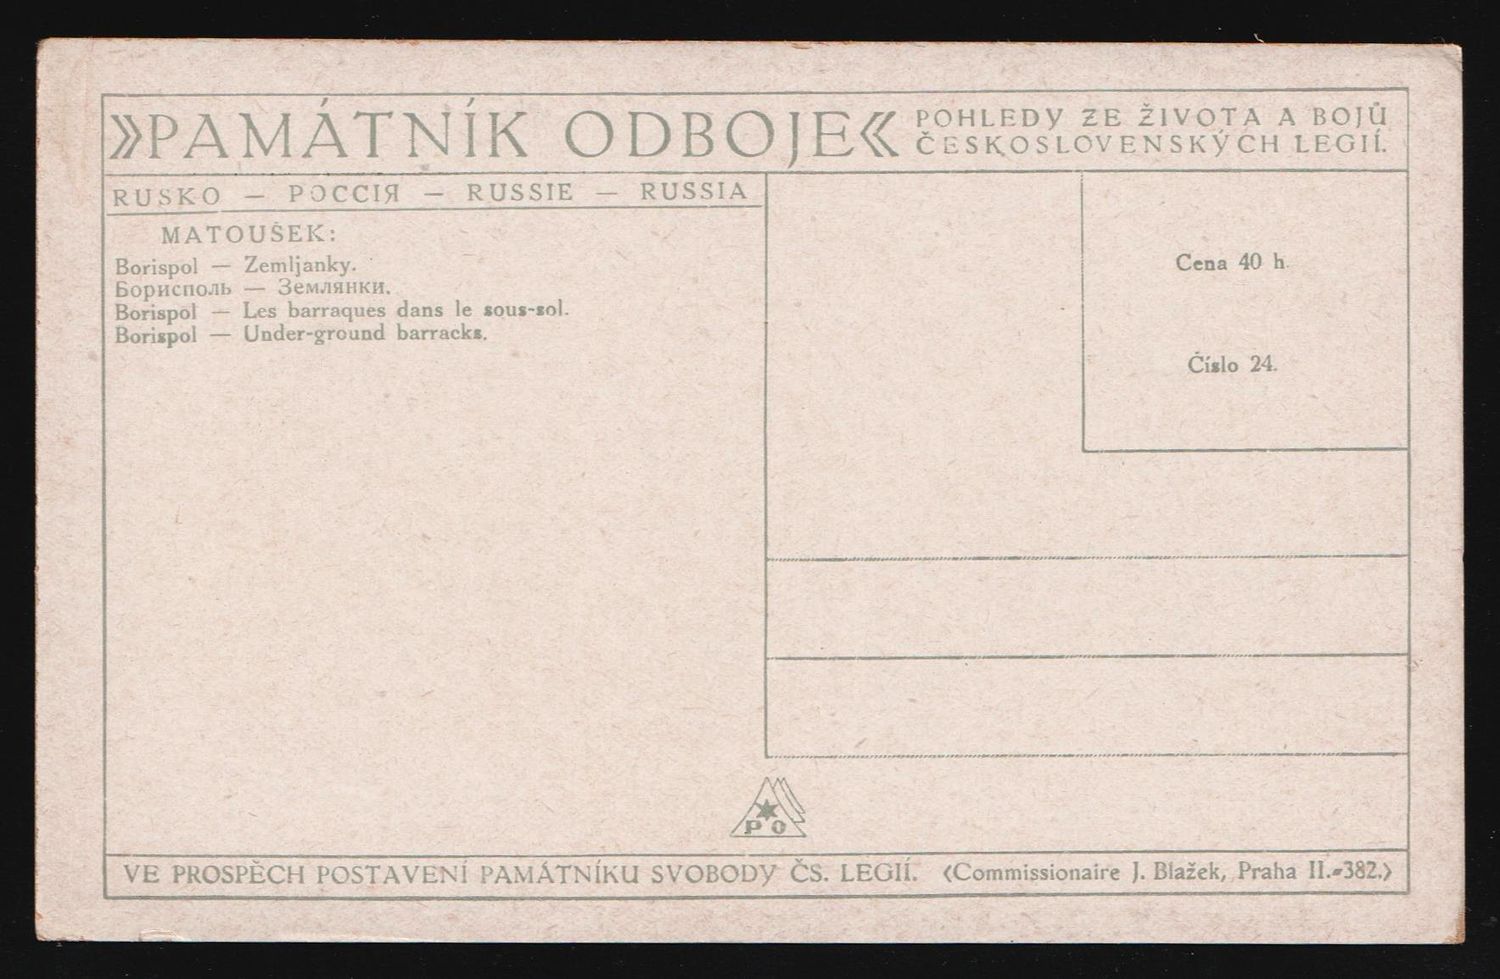 »PAMÁTNÍK ODBOJE«
POHLEDY ZE ŽIVOTA A BOJŮ
ČESKOSLOVENSKÝCH LEGIÍ.
RUSKO — РОССІЯ — RUSSIE — RUSSIA
MATOUŠEK:
Borispol — Zemljanky.
Борисполь — Землянки.
Borispol — Les barraques dans le sous-sol.
Borispol — Under-ground barracks.
Cena 40 h.
Číslo 24.
P O
VE PROSPĚCH POSTAVENÍ PAMÁTNÍKU SVOBODY ČS. LEGIÍ. (Commissionaire J. Blažek, Praha II.-382.)